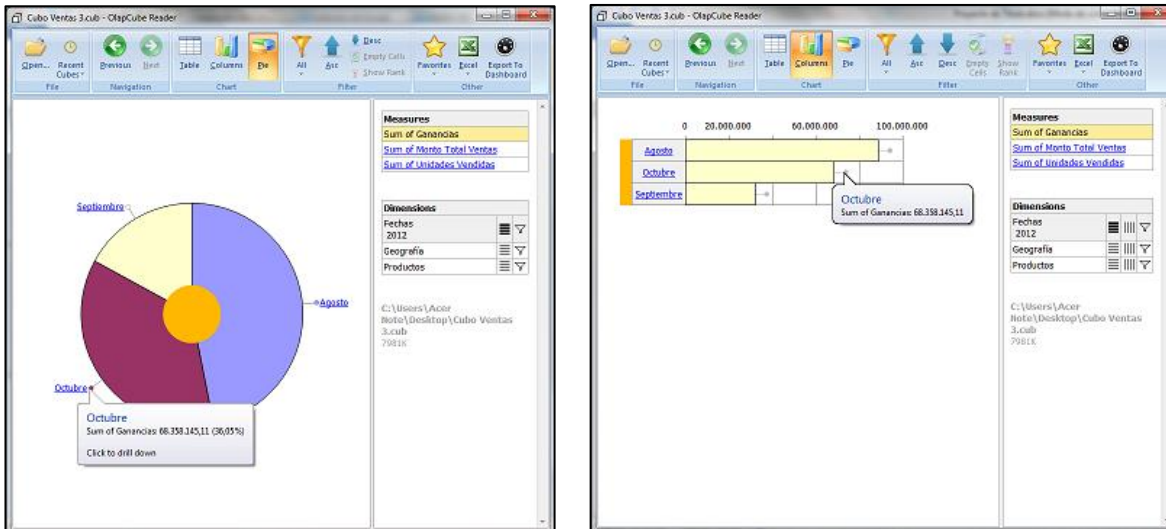 Cubo Ventas 3.cub - OlapCube Reader
Open... Recent Cubes Previous Next Table Columns Pie All Asc Desc Empty Cells Show Rank Favorites Excel Export To Dashboard
File Navigation Chart Filter Other
Septiembre
Agosto
Octubre
Octubre
Sum of Ganancias: 68.358.145,11 (36,05%)
Click to drill down
Measures
Sum of Ganancias
Sum of Monto Total Ventas
Sum of Unidades Vendidas
Dimensions
Fechas
2012
Geografía
Productos
C:\Users\Acer
Note\Desktop\Cubo Ventas
3.cub
7981K
Cubo Ventas 3.cub - OlapCube Reader
Open... Recent Cubes Previous Next Table Columns Pie All Asc Desc Empty Cells Show Rank Favorites Excel Export To Dashboard
File Navigation Chart Filter Other
0 20.000.000 60.000.000 100.000.000
Agosto
Octubre
Septiembre
Octubre
Sum of Ganancias: 68.358.145,11
Measures
Sum of Ganancias
Sum of Monto Total Ventas
Sum of Unidades Vendidas
Dimensions
Fechas
2012
Geografía
Productos
C:\Users\Acer
Note\Desktop\Cubo Ventas
3.cub
7981K